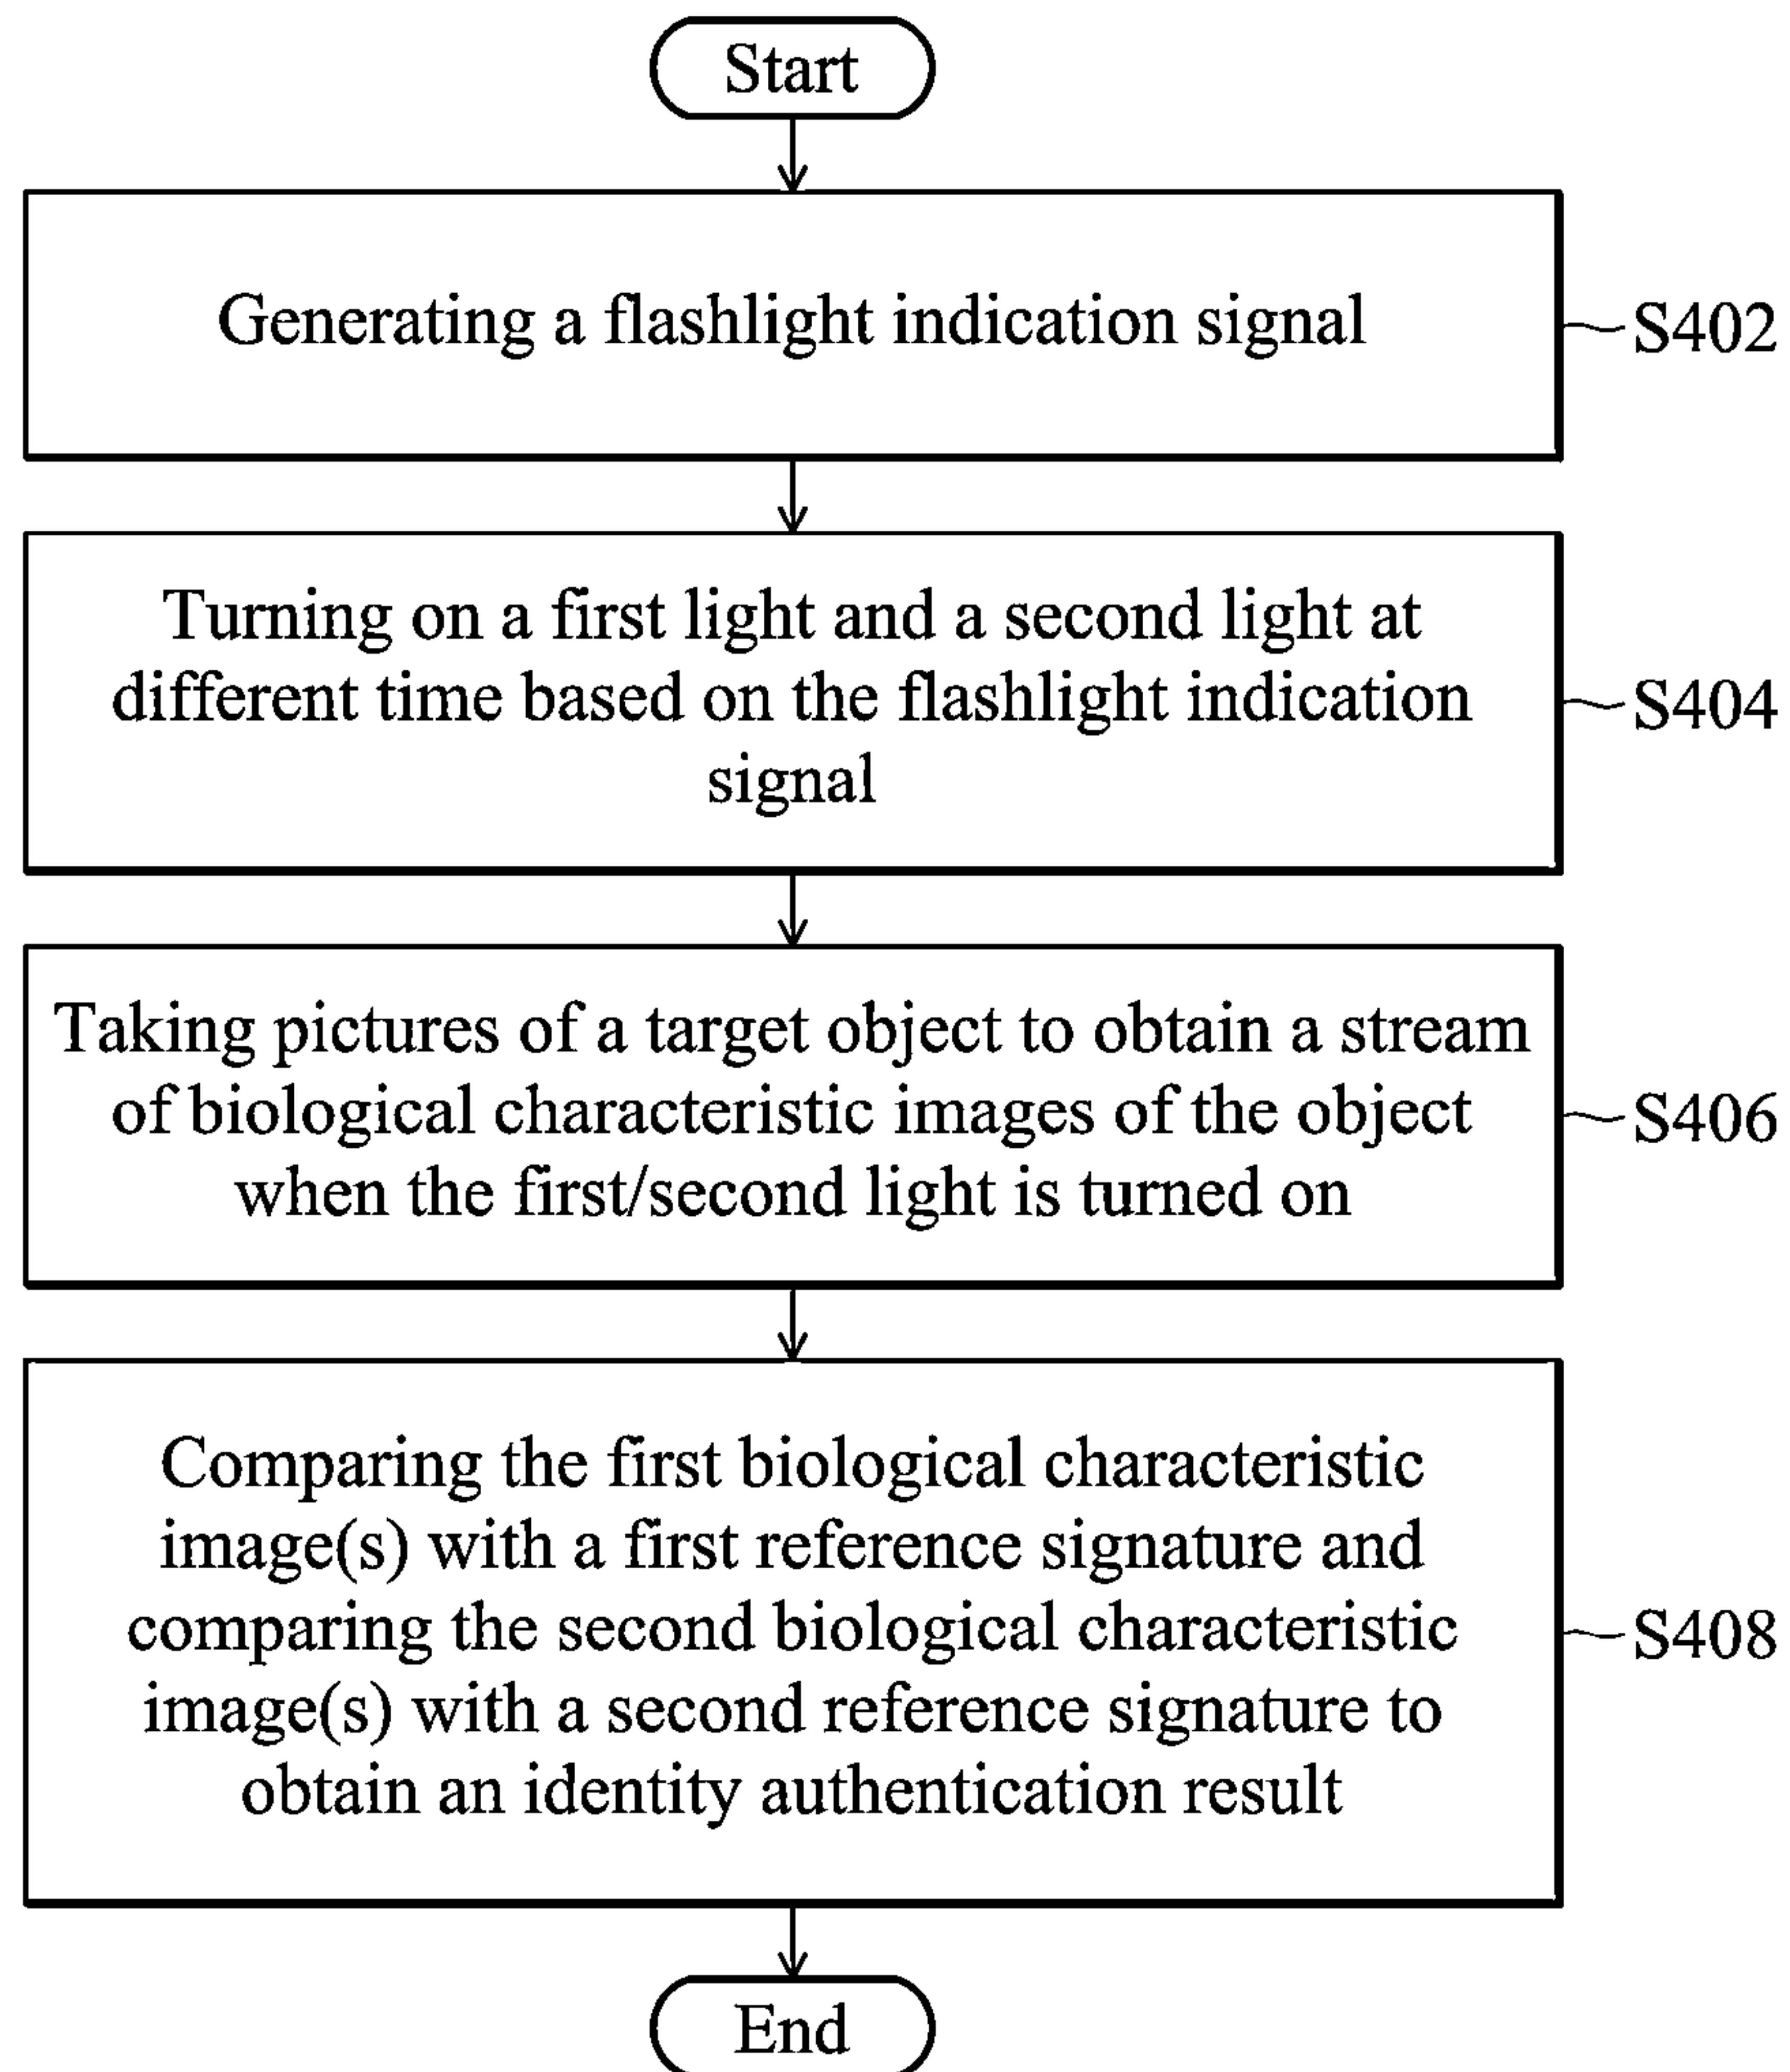 Start
Generating a flashlight indication signal
S402
Turning on a first light and a second light at
different time based on the flashlight indication
signal
S404
Taking pictures of a target object to obtain a stream
of biological characteristic images of the object
when the first/second light is turned on
S406
Comparing the first biological characteristic
image(s) with a first reference signature and
comparing the second biological characteristic
image(s) with a second reference signature to
obtain an identity authentication result
S408
End